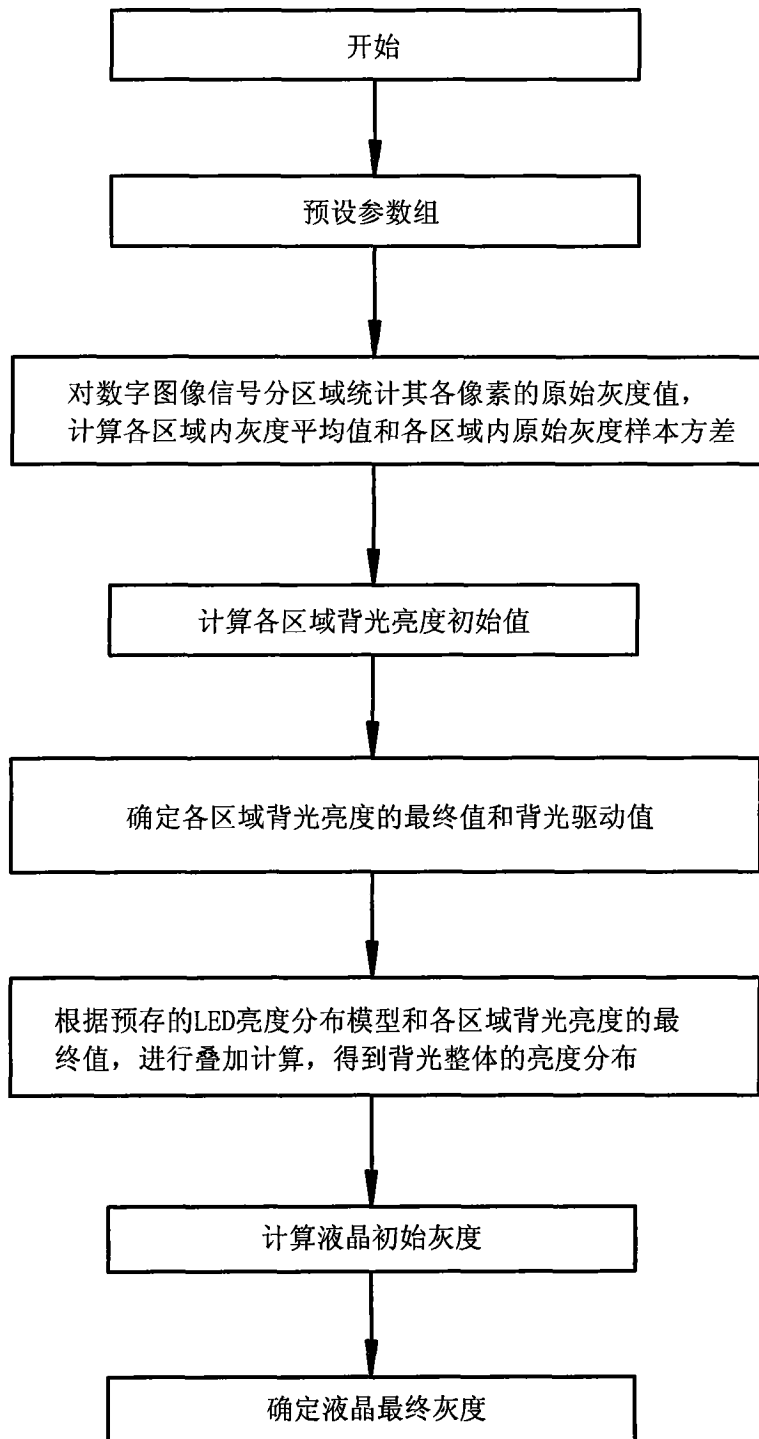 开始
预设参数组
对数字图像信号分区域统计其各像素的原始灰度值，
计算各区域内灰度平均值和各区域内原始灰度样本方差
计算各区域背光亮度初始值
确定各区域背光亮度的最终值和背光驱动值
根据预存的LED亮度分布模型和各区域背光亮度的最
终值，进行叠加计算，得到背光整体的亮度分布
计算液晶初始灰度
确定液晶最终灰度